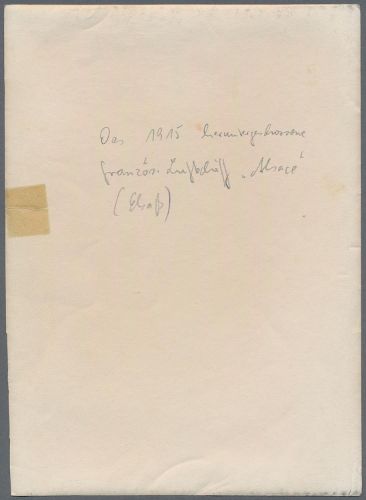 Das 1915 heruntergeschossene
französ. Luftschiff „Alsace“
(Elsaß)